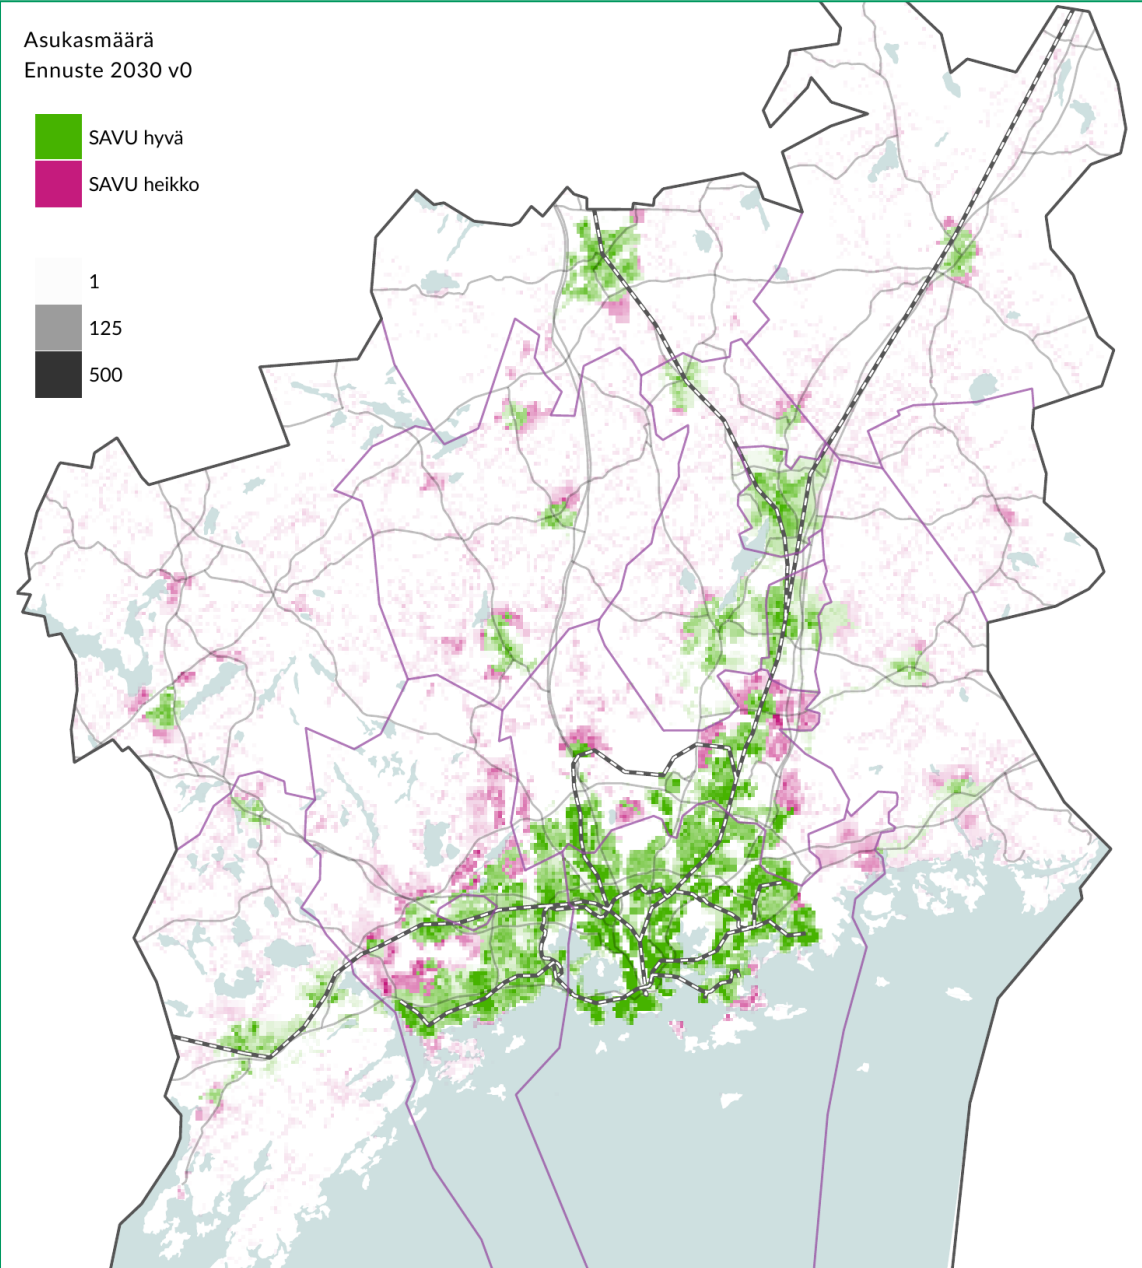 Asukasmäärä
Ennuste 2030 v0
SAVU hyvä
SAVU heikko
1
125
500